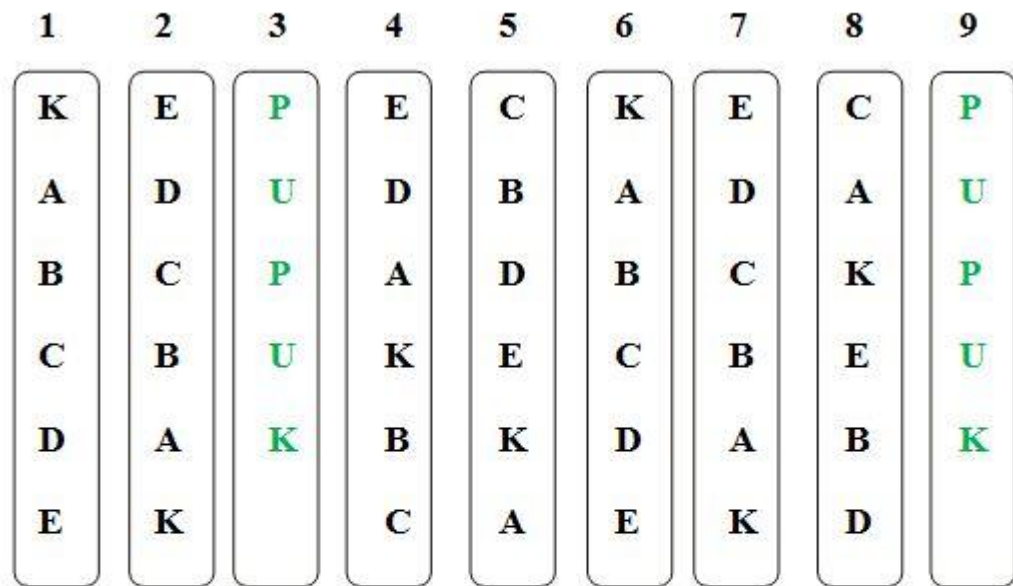 1 2 3 4 5 6 7 8 9
K E P E C K E C P
A D U D B A D A U
B C P A D B C K P
C B U K E C B E U
D A K B K D A B K
E K C A E K D